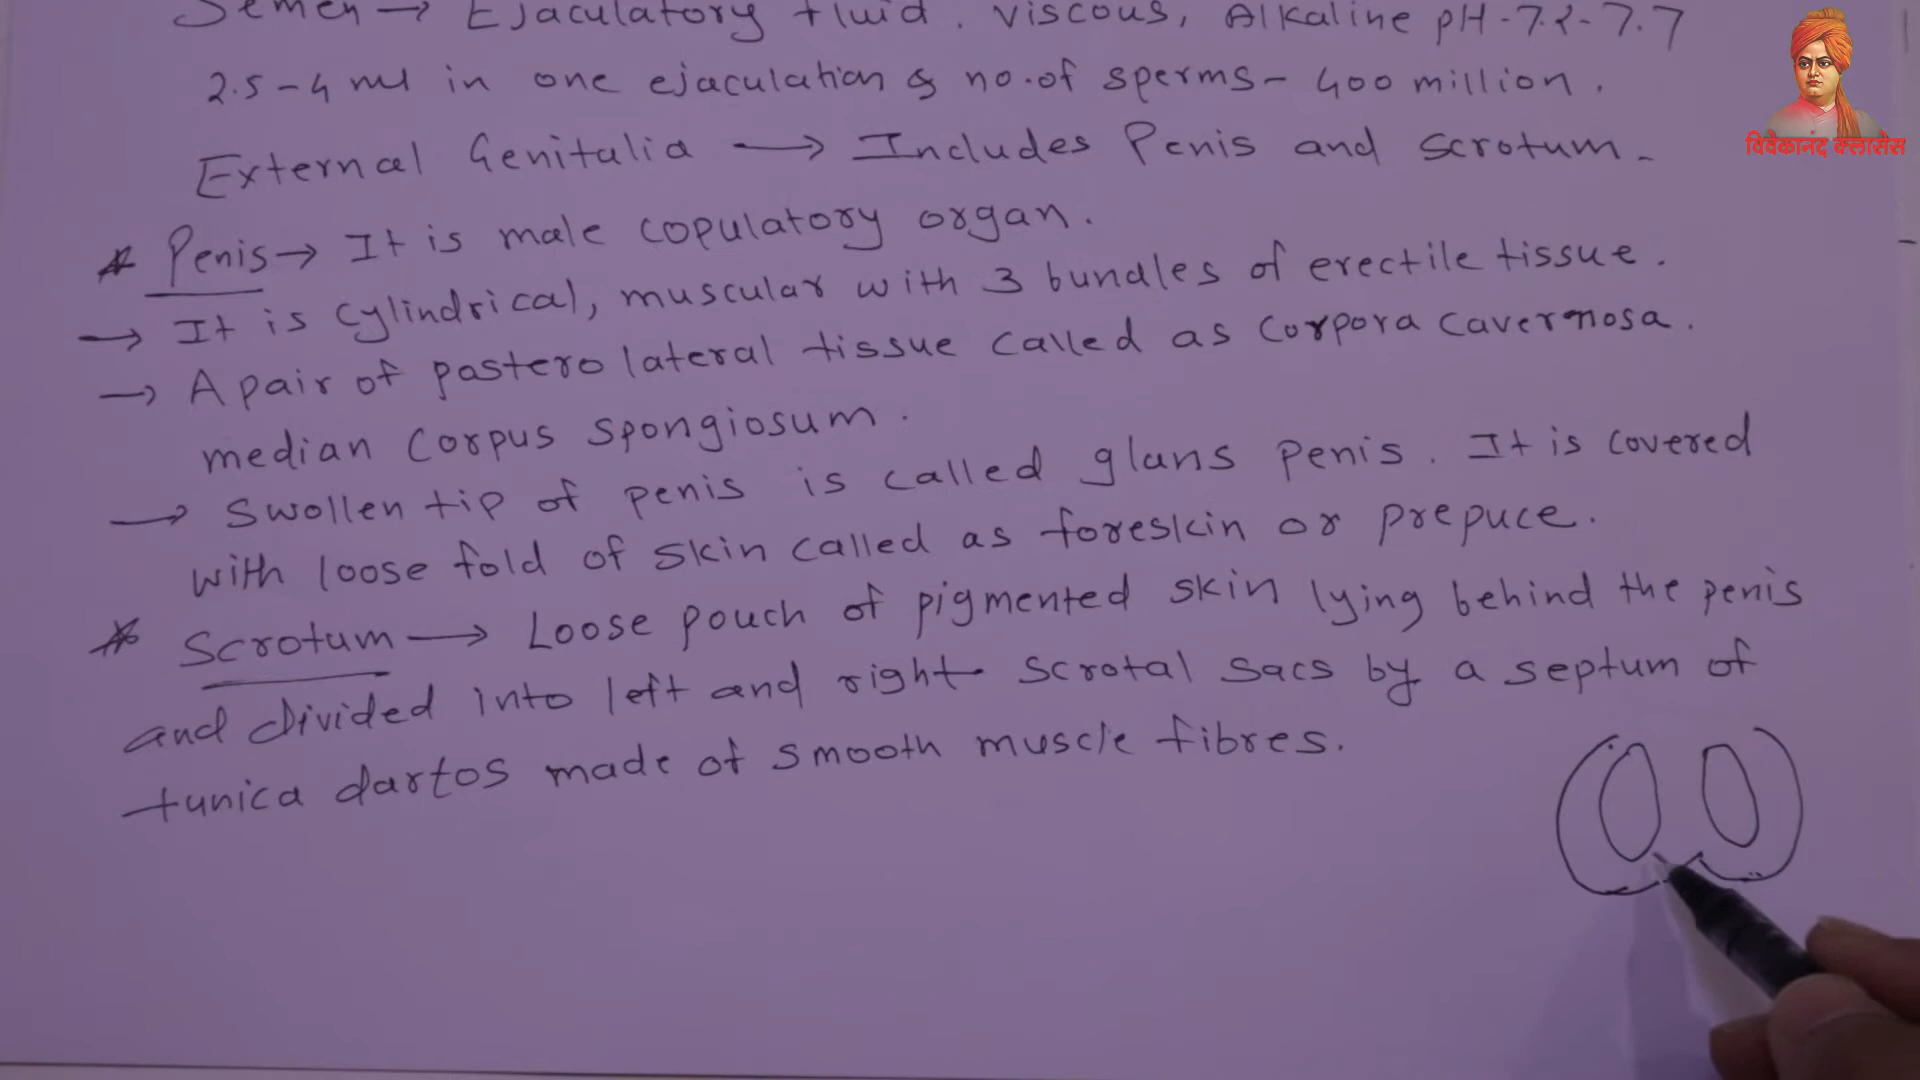 Semen → Ejaculatory fluid. Viscous, Alkaline pH-7.2-7.7
2.5-4 ml in one ejaculation & no.of sperms- 400 million.
External Genitalia → Includes Penis and scrotum.
* Penis → It is male copulatory organ.
→ It is cylindrical, muscular with 3 bundles of erectile tissue.
→ A pair of pastero lateral tissue called as Corpora cavernosa.
median Corpus spongiosum.
→ Swollen tip of penis is called glans penis. It is covered
with loose fold of skin called as foreskin or prepuce.
* Scrotum → Loose pouch of pigmented skin lying behind the penis
and divided into left and right scrotal sacs by a septum of
tunica dartos made of smooth muscle fibres.
विवेकानंद क्लासेस